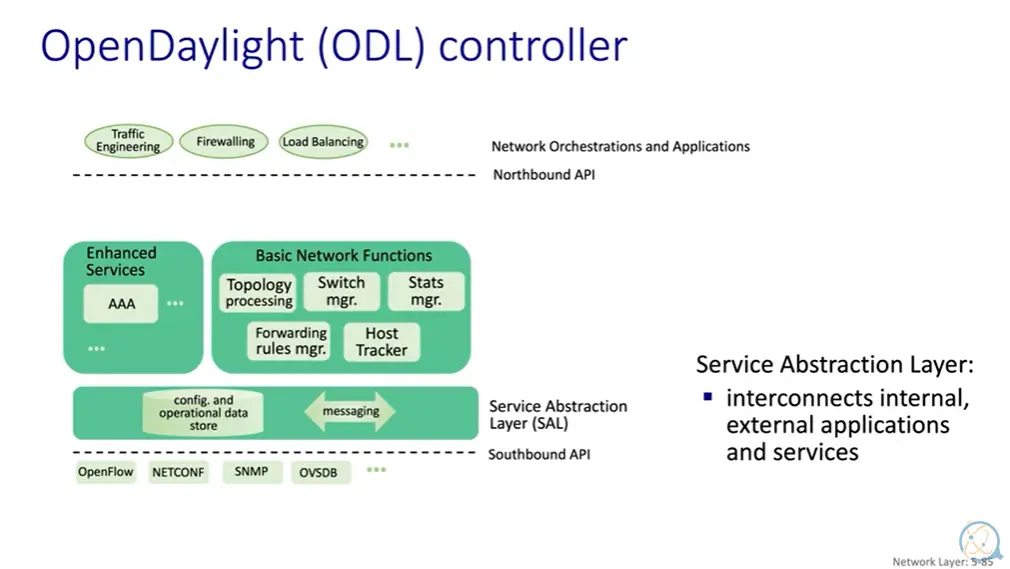 OpenDaylight (ODL) controller
Traffic
Engineering
Firewalling
Load Balancing
...
Network Orchestrations and Applications
Northbound API
Enhanced
Services
AAA
...
...
Basic Network Functions
Topology
processing
Switch
mgr.
Stats
mgr.
Forwarding
rules mgr.
Host
Tracker
config. and
operational data
store
messaging
Service Abstraction
Layer (SAL)
Southbound API
OpenFlow
NETCONF
SNMP
OVSDB
...
Service Abstraction Layer:
▪ interconnects internal,
external applications
and services
Network Layer: 5-85